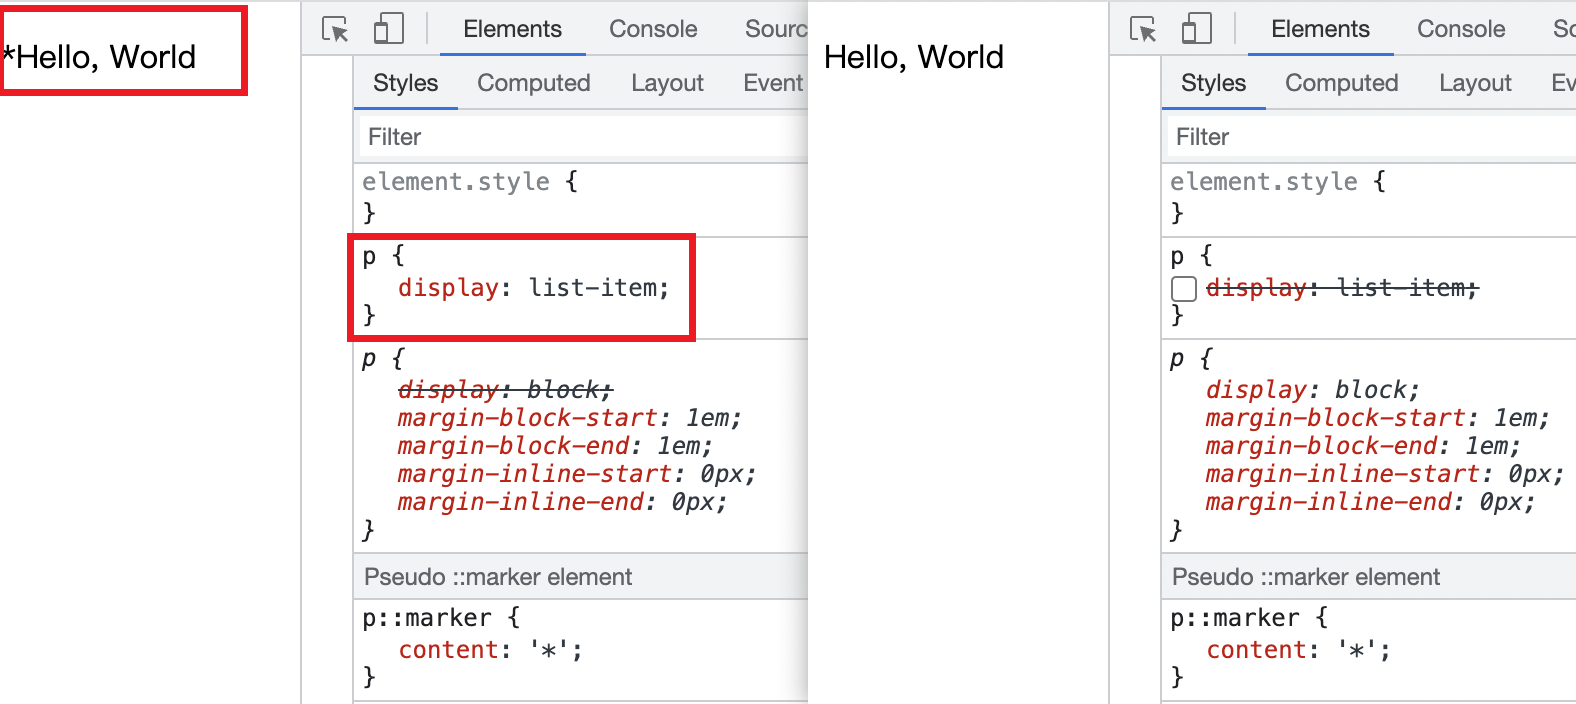 *Hello, World
Elements Console Sourc
Styles Computed Layout Event
Filter
element.style {
}
p {
display: list-item;
}
p {
display: block;
margin-block-start: 1em;
margin-block-end: 1em;
margin-inline-start: 0px;
margin-inline-end: 0px;
}
Pseudo ::marker element
p::marker {
content: '*';
}
Hello, World
Elements Console So
Styles Computed Layout Ev
Filter
element.style {
}
p {
display: list-item;
}
p {
display: block;
margin-block-start: 1em;
margin-block-end: 1em;
margin-inline-start: 0px;
margin-inline-end: 0px;
}
Pseudo ::marker element
p::marker {
content: '*';
}